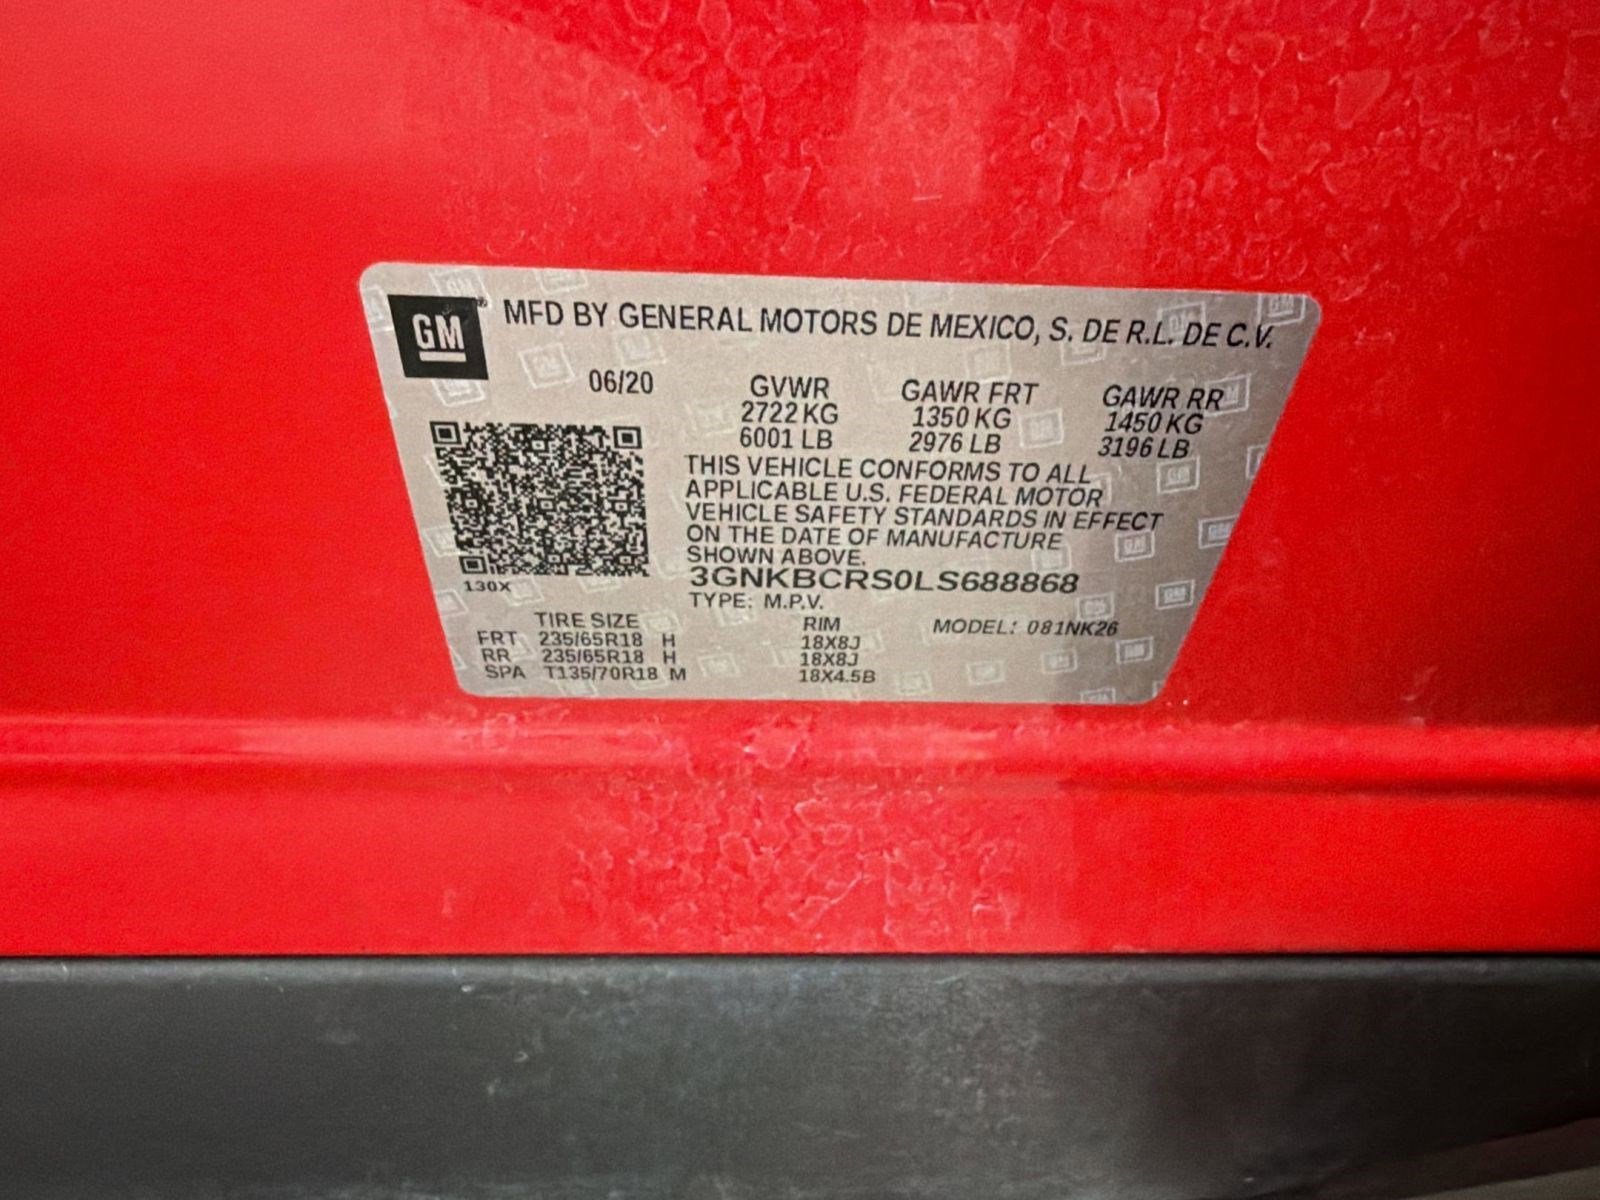 GM® MFD BY GENERAL MOTORS DE MEXICO, S. DE R.L. DE C.V.
06/20 GVWR GAWR FRT GAWR RR
2722 KG 1350 KG 1450 KG
6001 LB 2976 LB 3196 LB
THIS VEHICLE CONFORMS TO ALL
APPLICABLE U.S. FEDERAL MOTOR
VEHICLE SAFETY STANDARDS IN EFFECT
ON THE DATE OF MANUFACTURE
SHOWN ABOVE.
3GNKBCRS0LS688868
130X
TYPE: M.P.V.
TIRE SIZE RIM MODEL: 081NK26
FRT 235/65R18 H 18X8J
RR 235/65R18 H 18X8J
SPA T135/70R18 M 18X4.5B